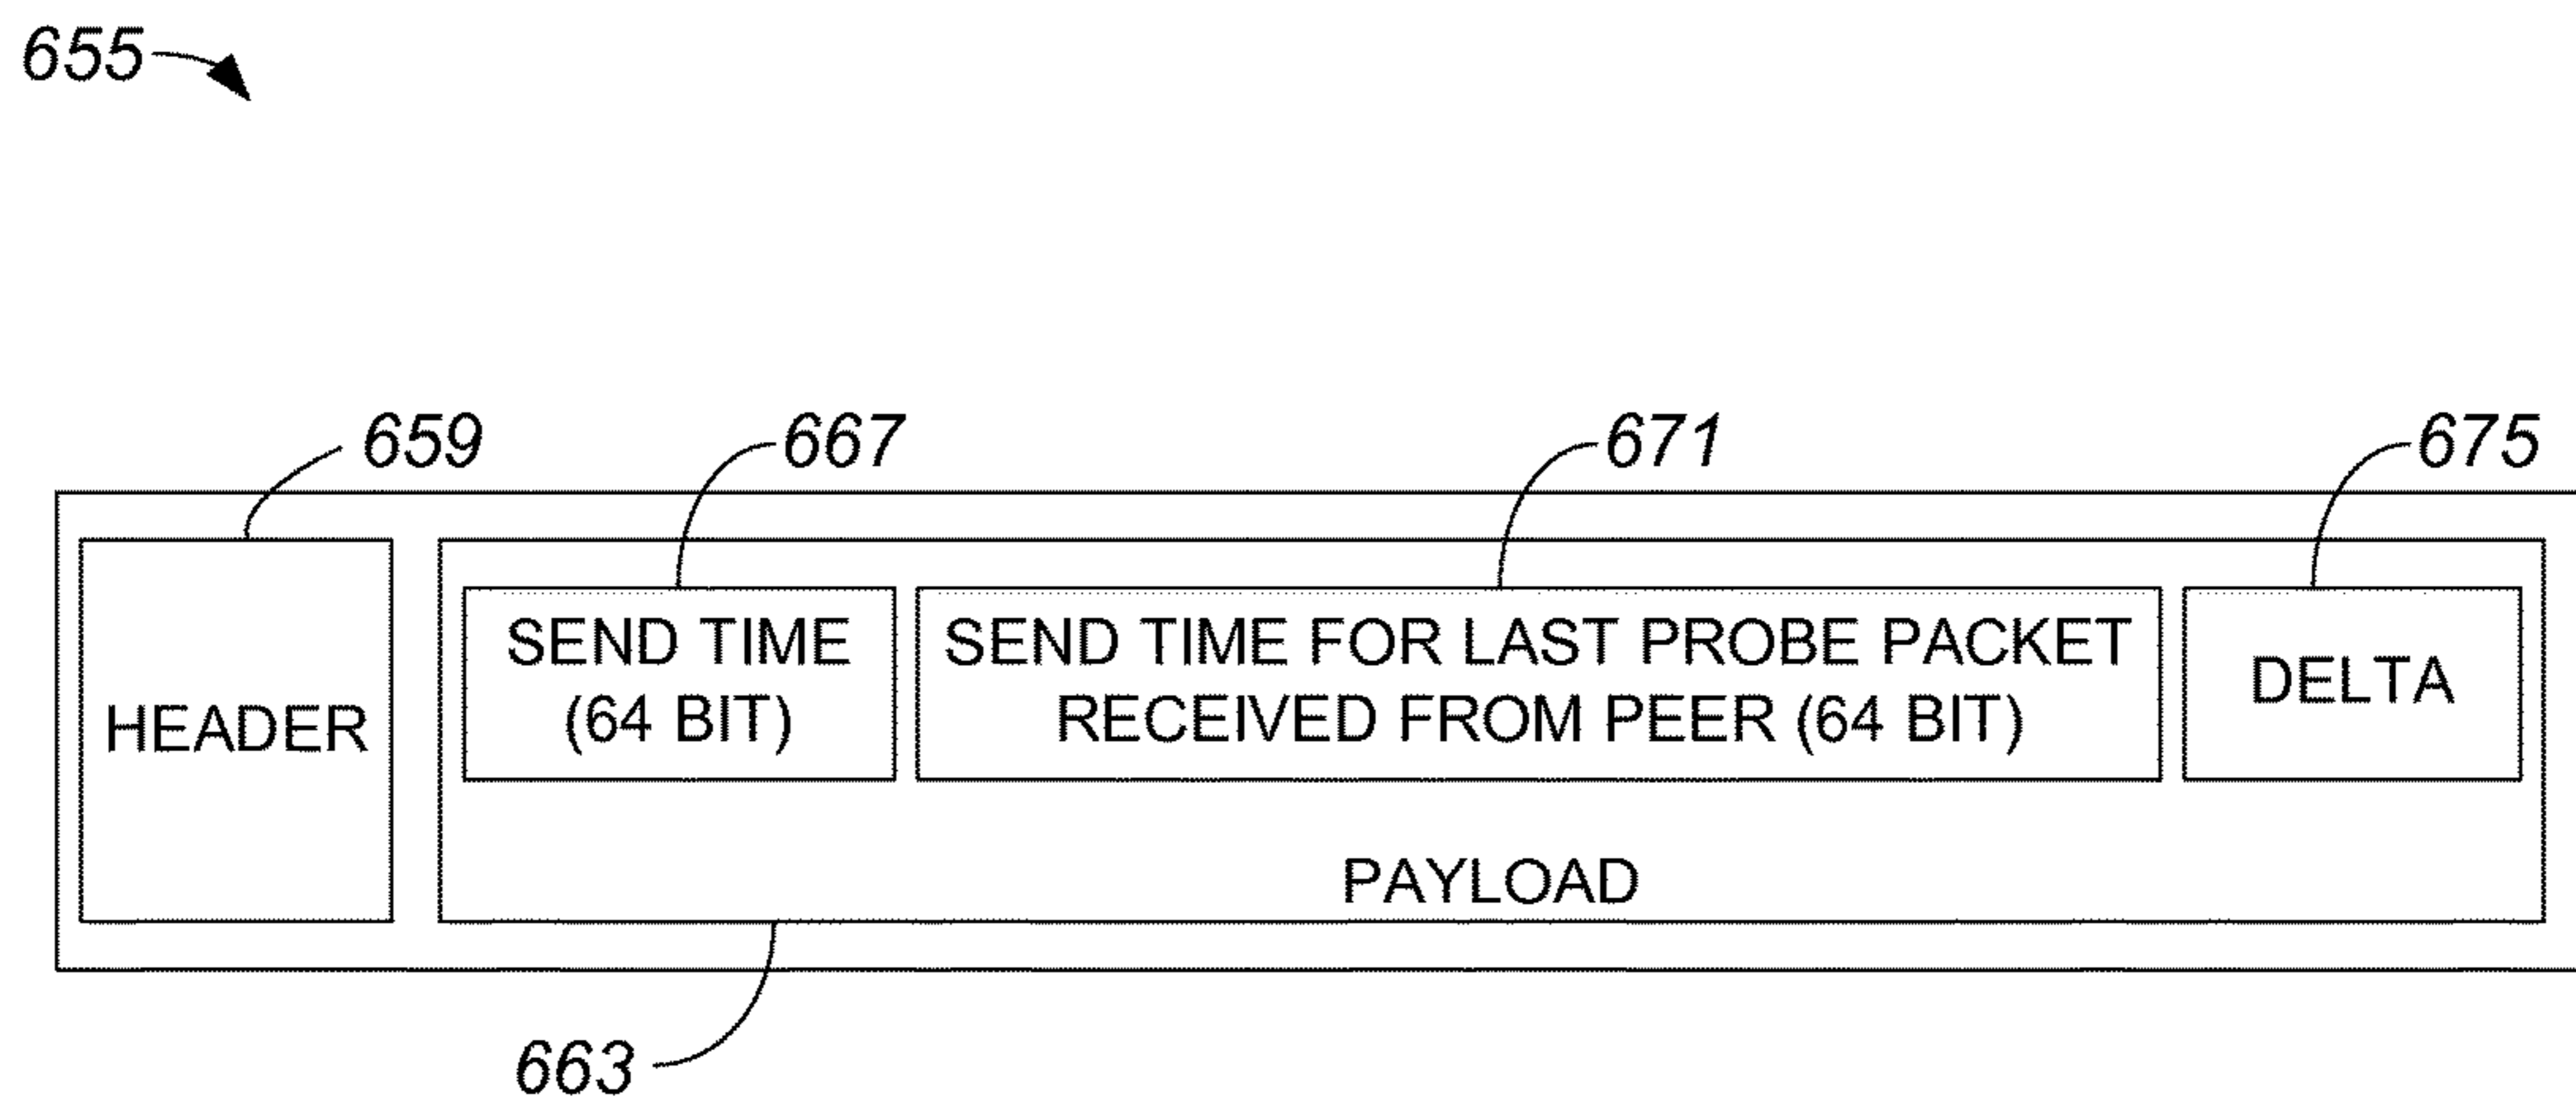 655
659
667
671
675
HEADER
SEND TIME
(64 BIT)
SEND TIME FOR LAST PROBE PACKET
RECEIVED FROM PEER (64 BIT)
DELTA
PAYLOAD
663